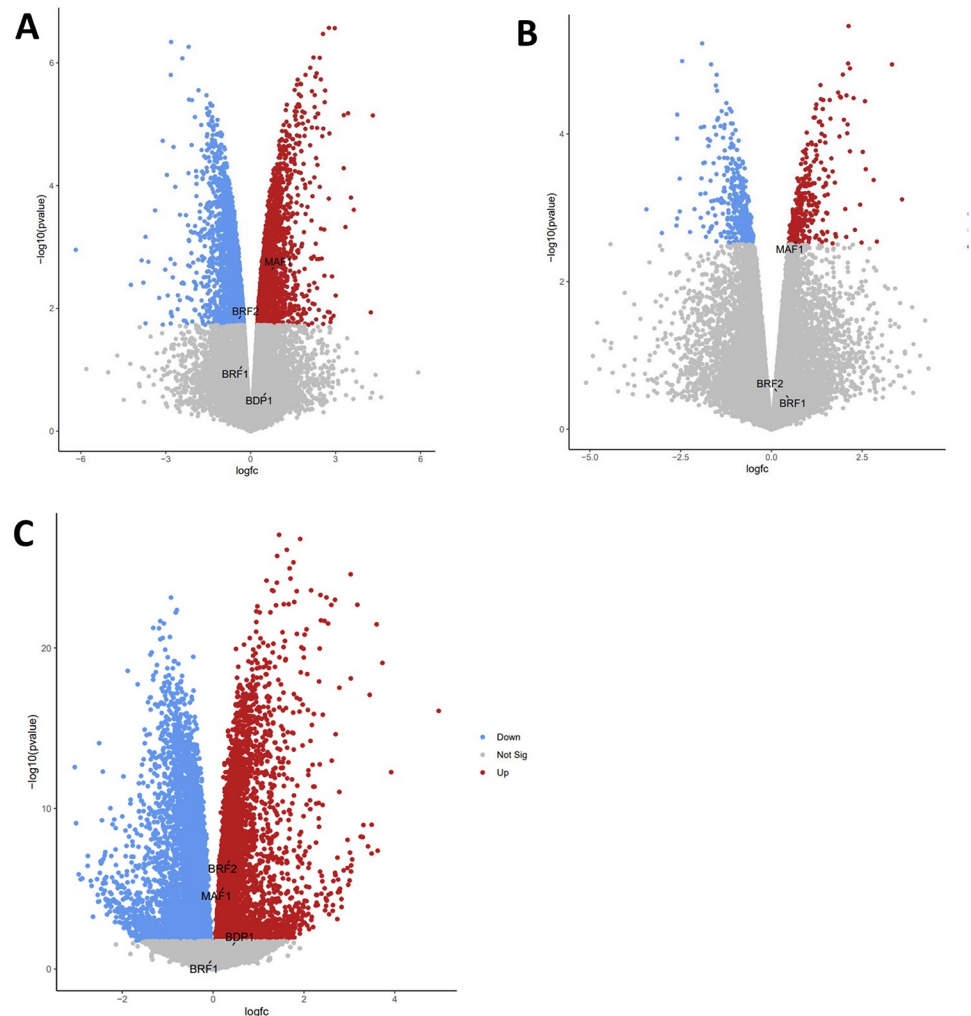 A
−log10(pvalue)
6
4
2
0
MAF1
BRF2
BRF1
BDP1
−6
−3
0
3
6
logfc
B
−log10(pvalue)
4
2
0
MAF1
BRF2
BRF1
−5.0
−2.5
0.0
2.5
logfc
C
−log10(pvalue)
20
10
0
BRF2
MAF1
BDP1
BRF1
−2
0
2
4
logfc
Down
Not Sig
Up